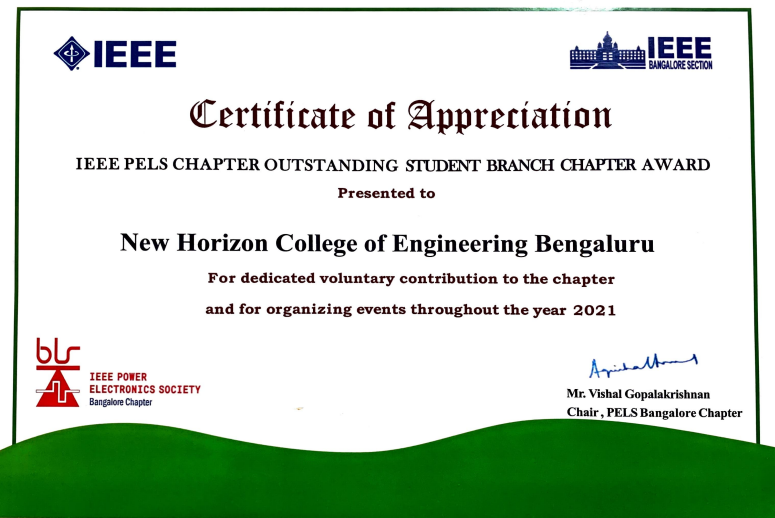 IEEE
IEEE
BANGALORE SECTION
Certificate of Appreciation
IEEE PELS CHAPTER OUTSTANDING STUDENT BRANCH CHAPTER AWARD
Presented to
New Horizon College of Engineering Bengaluru
For dedicated voluntary contribution to the chapter
and for organizing events throughout the year 2021
blr
IEEE POWER
ELECTRONICS SOCIETY
Bangalore Chapter
Mr. Vishal Gopalakrishnan
Chair , PELS Bangalore Chapter